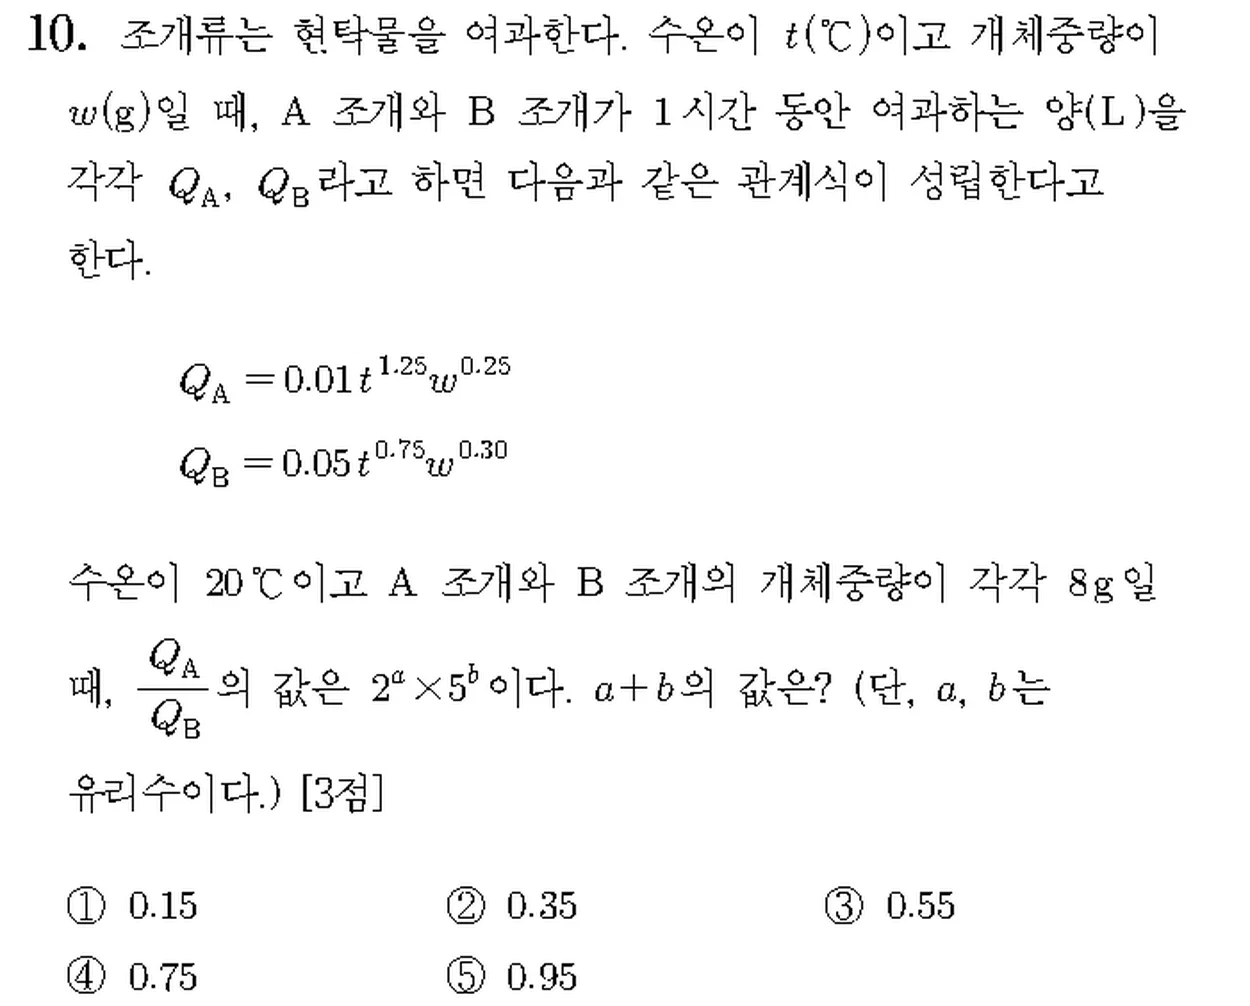 10. 조개류는 현탁물을 여과한다. 수온이 t(℃)이고 개체중량이
w(g)일 때, A 조개와 B 조개가 1시간 동안 여과하는 양(L)을
각각 Q_A, Q_B라고 하면 다음과 같은 관계식이 성립한다고
한다.
Q_A = 0.01 t^1.25 w^0.25
Q_B = 0.05 t^0.75 w^0.30
수온이 20℃이고 A 조개와 B 조개의 개체중량이 각각 8g일
때, Q_A/Q_B의 값은 2^a×5^b이다. a+b의 값은? (단, a, b는
유리수이다.) [3점]
① 0.15 ② 0.35 ③ 0.55
④ 0.75 ⑤ 0.95